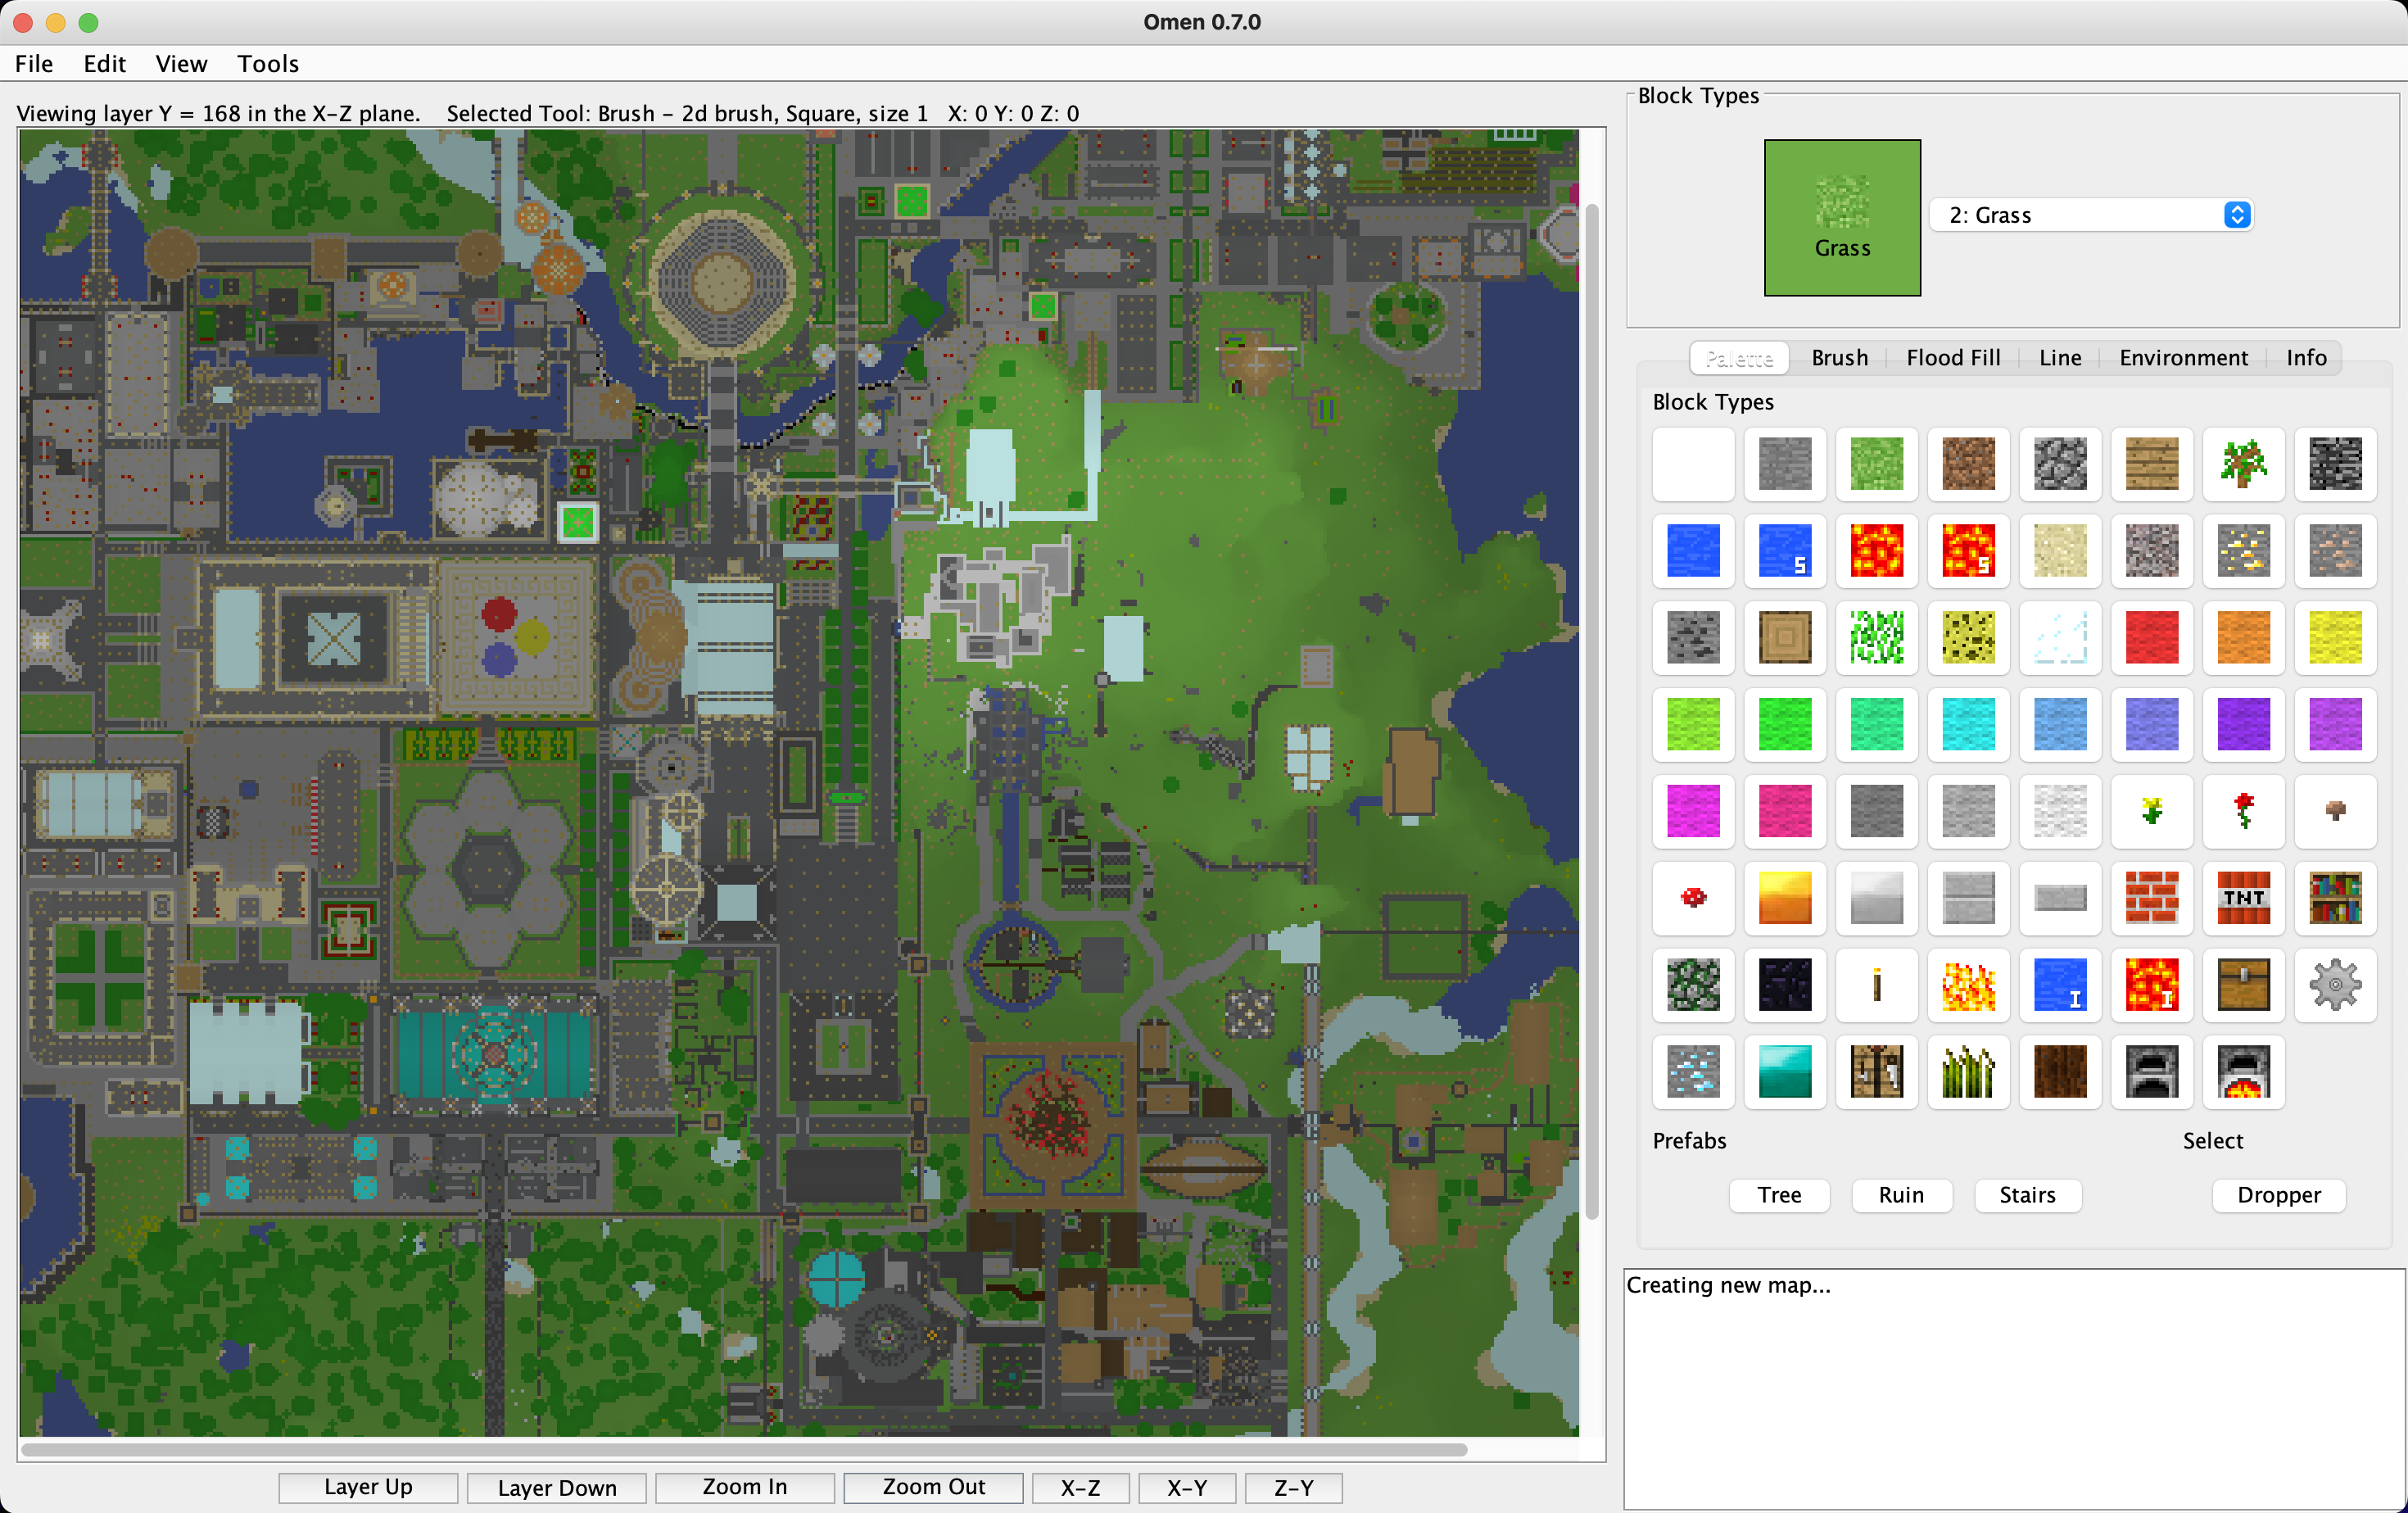 Omen 0.7.0
File Edit View Tools
Viewing layer Y = 168 in the X-Z plane. Selected Tool: Brush - 2d brush, Square, size 1 X: 0 Y: 0 Z: 0
Block Types
Grass
2: Grass
Palette Brush Flood Fill Line Environment Info
Block Types
S
S
TNT
I
I
Prefabs Select
Tree Ruin Stairs Dropper
Creating new map...
Layer Up Layer Down Zoom In Zoom Out X-Z X-Y Z-Y